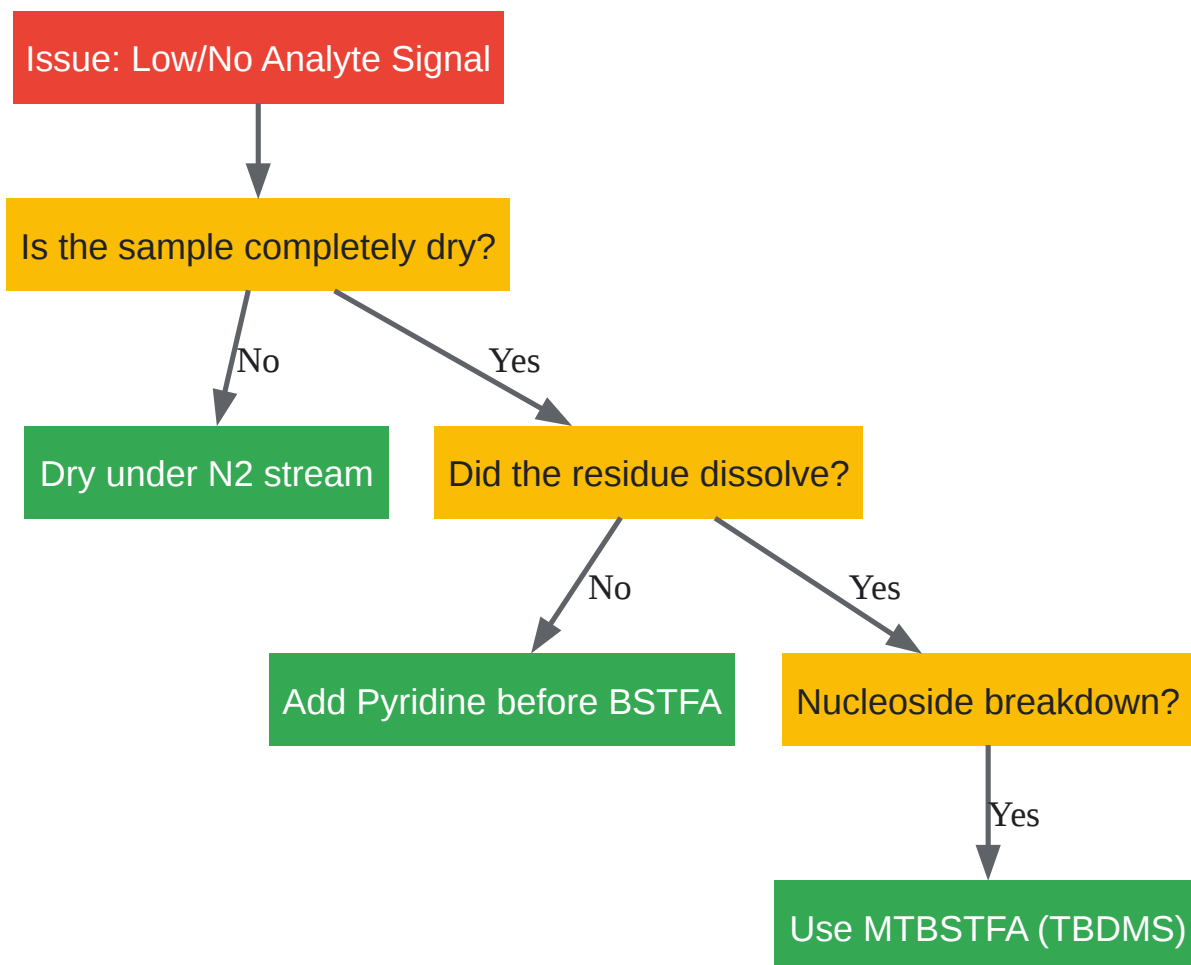 Issue: Low/No Analyte Signal
Is the sample completely dry?
No
Yes
Dry under N2 stream
Did the residue dissolve?
No
Yes
Add Pyridine before BSTFA
Nucleoside breakdown?
Yes
Use MTBSTFA (TBDMS)